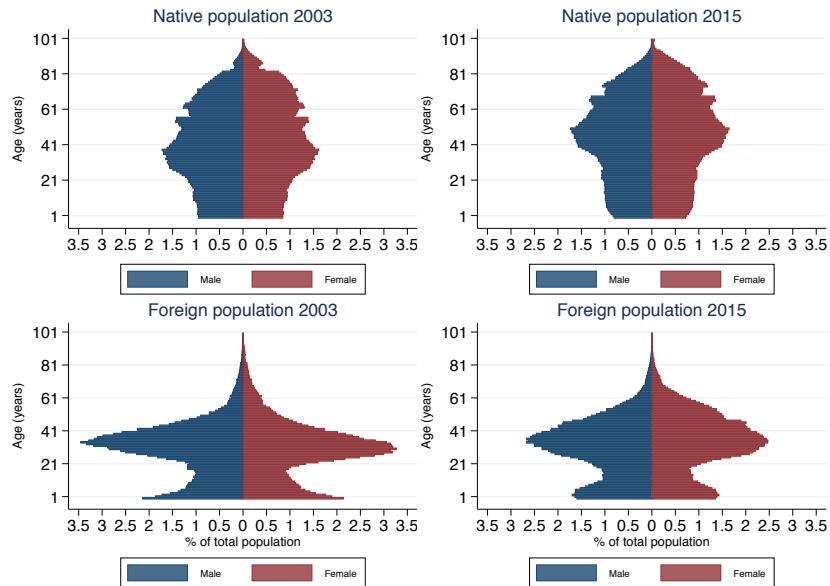 Native population 2003
Age (years)
101
81
61
41
21
1
3.5 3 2.5 2 1.5 1 0.5 0 0.5 1 1.5 2 2.5 3 3.5
Male Female
Native population 2015
Age (years)
101
81
61
41
21
1
3.5 3 2.5 2 1.5 1 0.5 0 0.5 1 1.5 2 2.5 3 3.5
Male Female
Foreign population 2003
Age (years)
101
81
61
41
21
1
3.5 3 2.5 2 1.5 1 0.5 0 0.5 1 1.5 2 2.5 3 3.5
% of total population
Male Female
Foreign population 2015
Age (years)
101
81
61
41
21
1
3.5 3 2.5 2 1.5 1 0.5 0 0.5 1 1.5 2 2.5 3 3.5
% of total population
Male Female